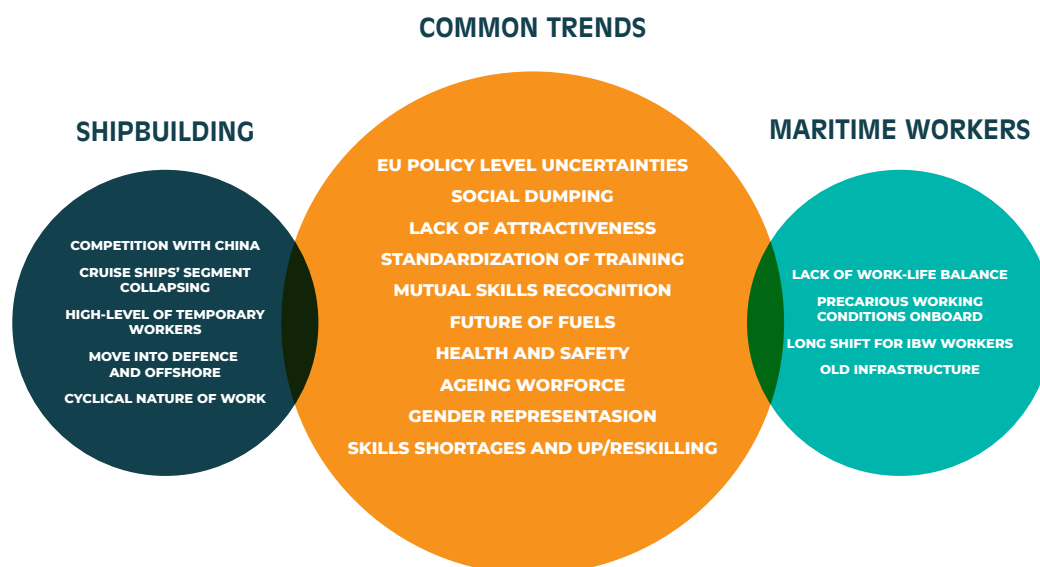 COMMON TRENDS
SHIPBUILDING
COMPETITION WITH CHINA
CRUISE SHIPS' SEGMENT
COLLAPSING
HIGH-LEVEL OF TEMPORARY
WORKERS
MOVE INTO DEFENCE
AND OFFSHORE
CYCLICAL NATURE OF WORK
EU POLICY LEVEL UNCERTAINTIES
SOCIAL DUMPING
LACK OF ATTRACTIVENESS
STANDARDIZATION OF TRAINING
MUTUAL SKILLS RECOGNITION
FUTURE OF FUELS
HEALTH AND SAFETY
AGEING WORFORCE
GENDER REPRESENTASION
SKILLS SHORTAGES AND UP/RESKILLING
MARITIME WORKERS
LACK OF WORK-LIFE BALANCE
PRECARIOUS WORKING
CONDITIONS ONBOARD
LONG SHIFT FOR IBW WORKERS
OLD INFRASTRUCTURE